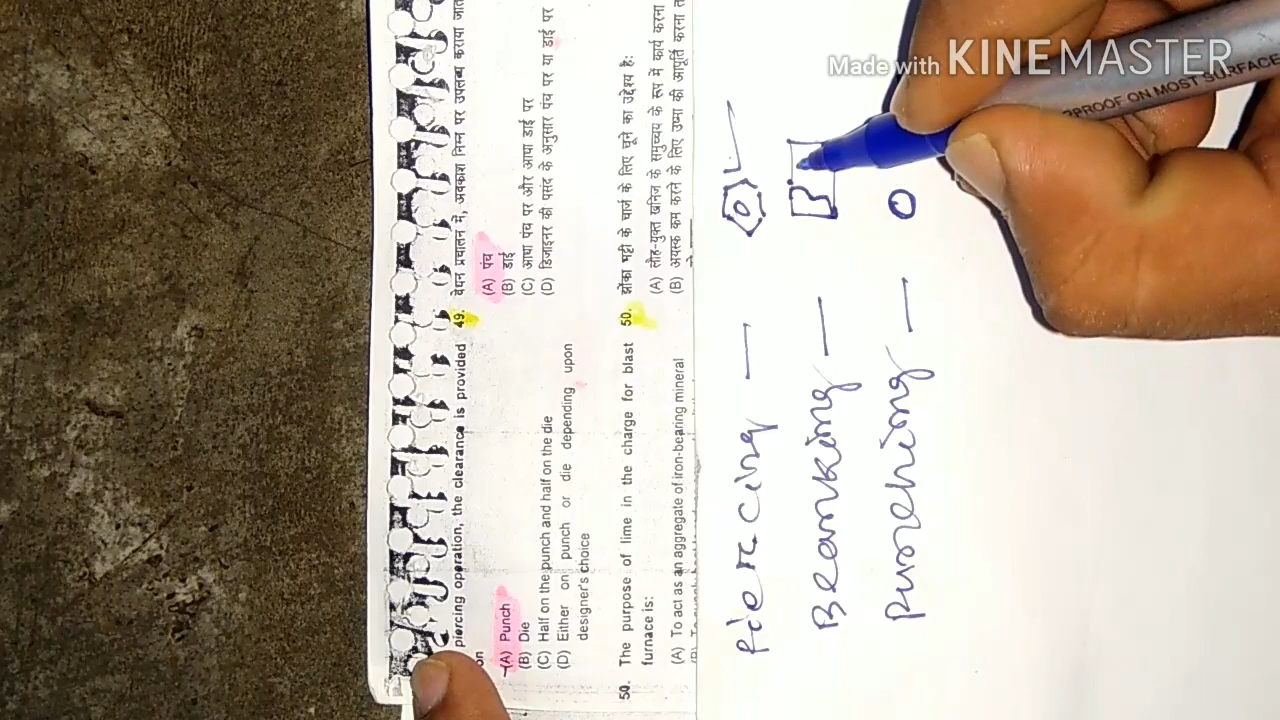 Made with KINEMASTER
PROOF ON MOST SURFACE
piercing operation, the clearance is provided
on
(A) Punch
(B) Die
(C) Half on the punch and half on the die
(D) Either on punch or die depending upon
designer's choice
50. The purpose of lime in the charge for blast
furnace is:
(A) To act as an aggregate of iron-bearing mineral
49. वेधन प्रचालन में, अवकाश निम्न पर उपलब्ध कराया जात
(A) पंच
(B) डाई
(C) आधा पंच पर और आधा डाई पर
(D) डिजाइनर की पसंद के अनुसार पंच पर या डाई पर
50. झोंका भट्टी के चार्ज के लिए चूने का उद्देश्य है:
(A) लौह-युक्त खनिज के समुच्चय के रूप में कार्य करना
(B) अयस्क कम करने के लिए उष्मा की आपूर्ति करना त
Piercing —
Beanking —
Punching —